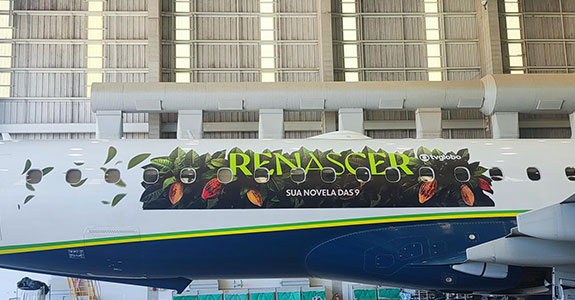 RENASCER
tvglobo
SUA NOVELA DAS 9